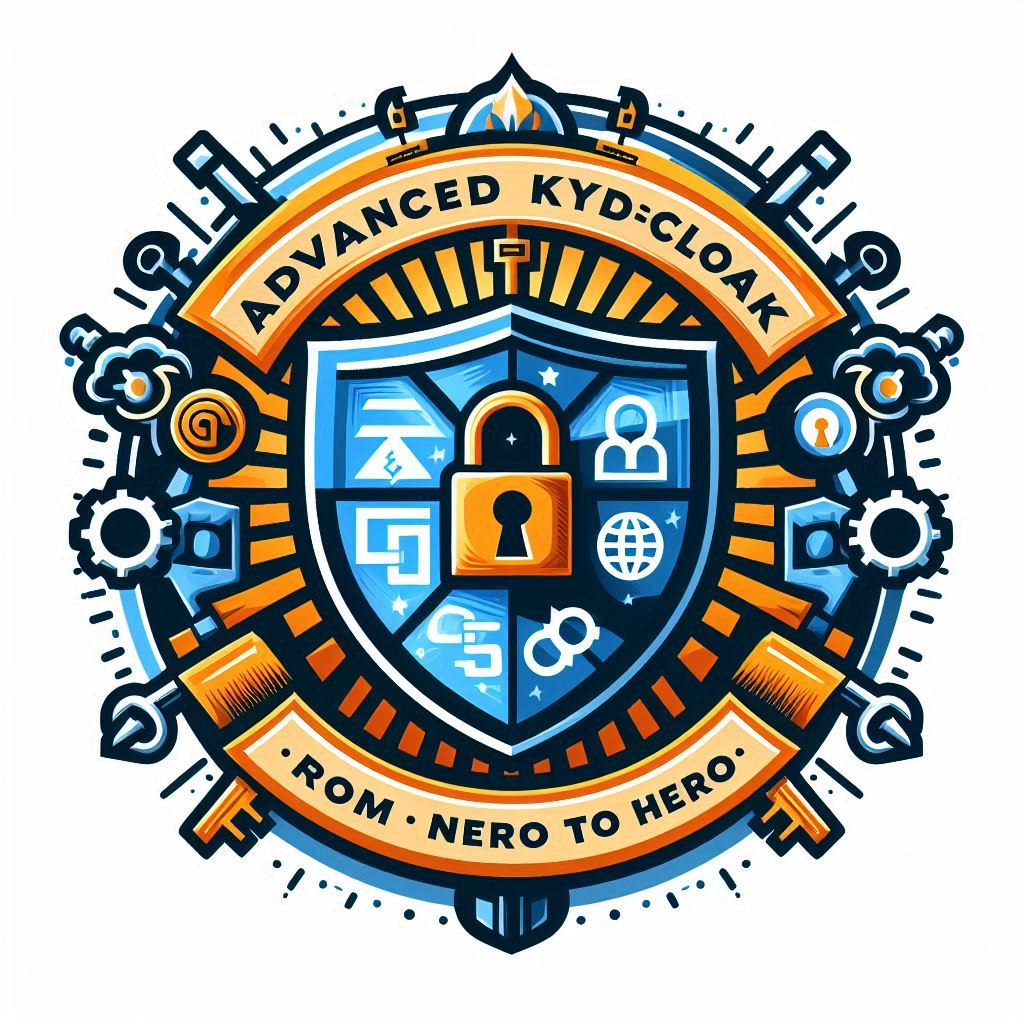 ADVANCED KYD:CLOAK
· ROM · NERO TO HERO ·